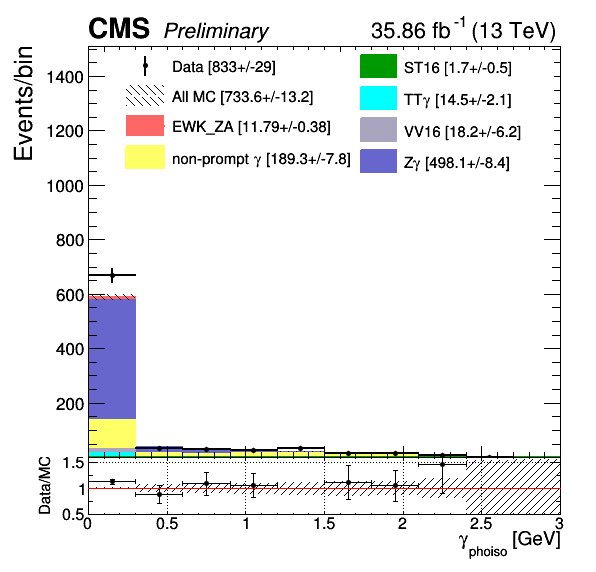 CMS Preliminary 35.86 fb⁻¹ (13 TeV)
Events/bin
1400
1200
1000
800
600
400
200
Data [833+/-29]
All MC [733.6+/-13.2]
EWK_ZA [11.79+/-0.38]
non-prompt γ [189.3+/-7.8]
ST16 [1.7+/-0.5]
TTγ [14.5+/-2.1]
VV16 [18.2+/-6.2]
Zγ [498.1+/-8.4]
Data/MC
1.5
1
0.5
0 0.5 1 1.5 2 2.5 3
γ_phoiso [GeV]